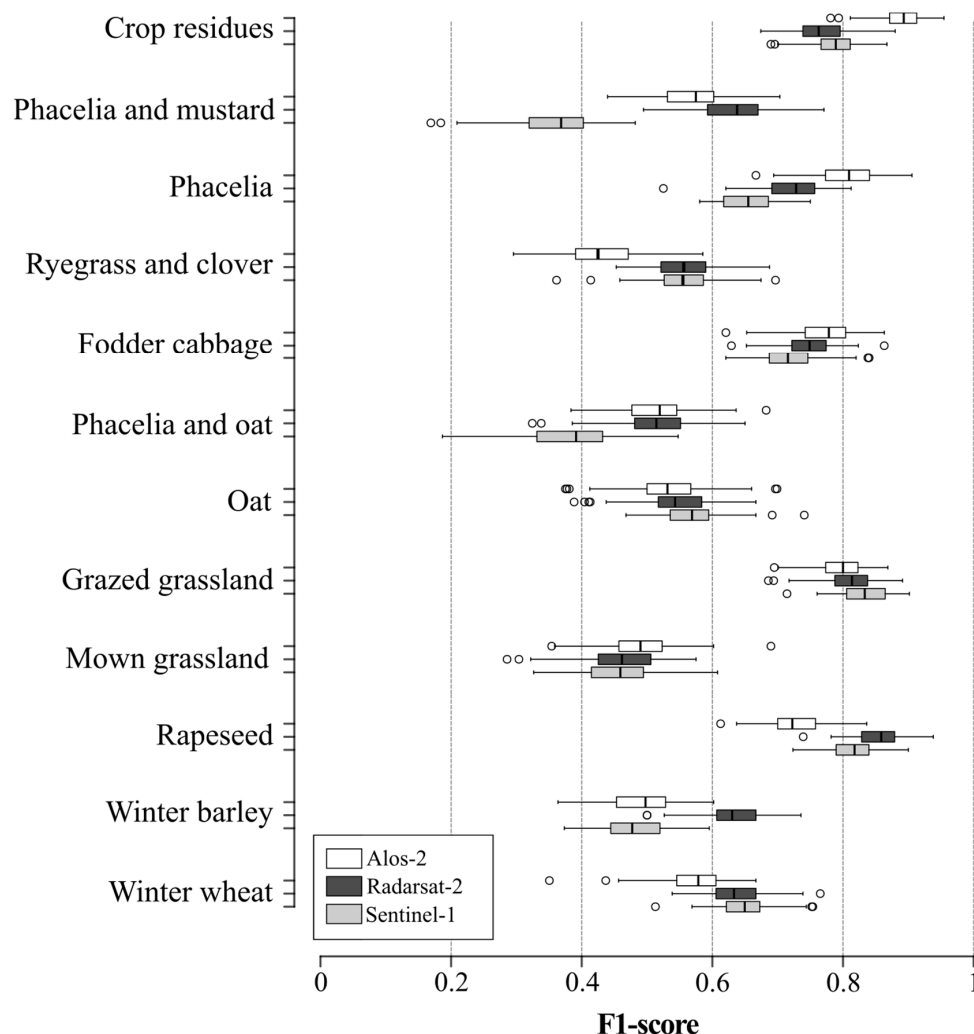 Crop residues
Phacelia and mustard
Phacelia
Ryegrass and clover
Fodder cabbage
Phacelia and oat
Oat
Grazed grassland
Mown grassland
Rapeseed
Winter barley
Winter wheat
Alos-2
Radarsat-2
Sentinel-1
0 0.2 0.4 0.6 0.8 1
F1-score